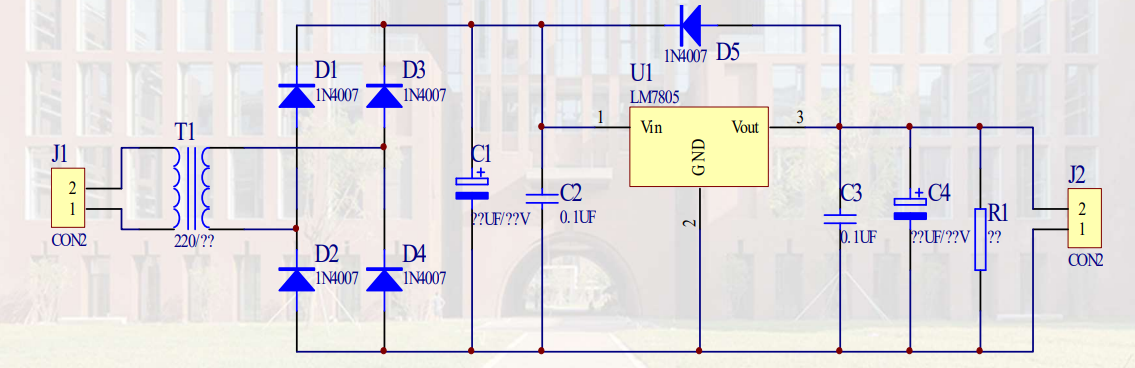 J1
2
1
CON2
T1
220/??
D1
1N4007
D3
1N4007
D2
1N4007
D4
1N4007
C1
+
??UF/??V
C2
0.1UF
1N4007
D5
U1
LM7805
1
Vin
Vout
3
GND
2
C3
0.1UF
+
C4
??UF/??V
R1
??
J2
2
1
CON2